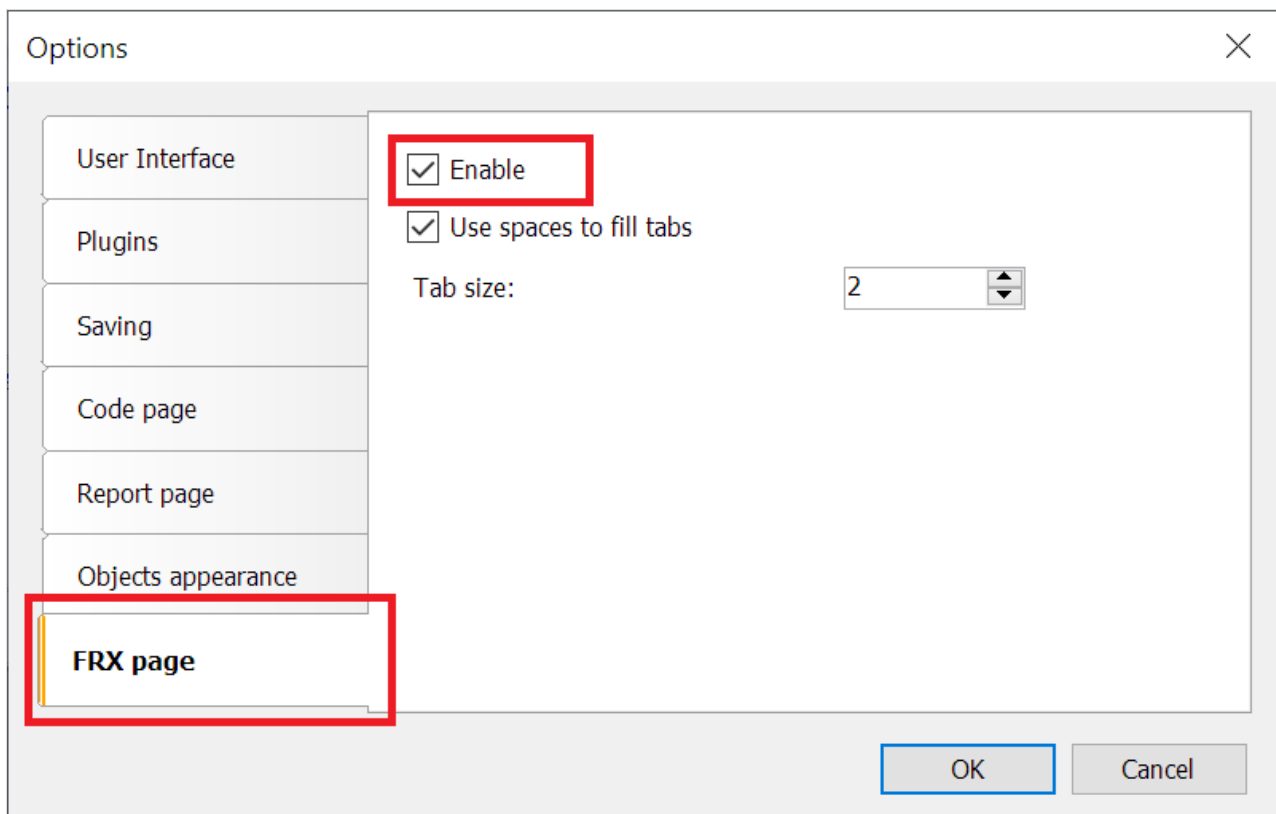 Options
User Interface
Plugins
Saving
Code page
Report page
Objects appearance
FRX page
Enable
Use spaces to fill tabs
Tab size: 2
OK Cancel